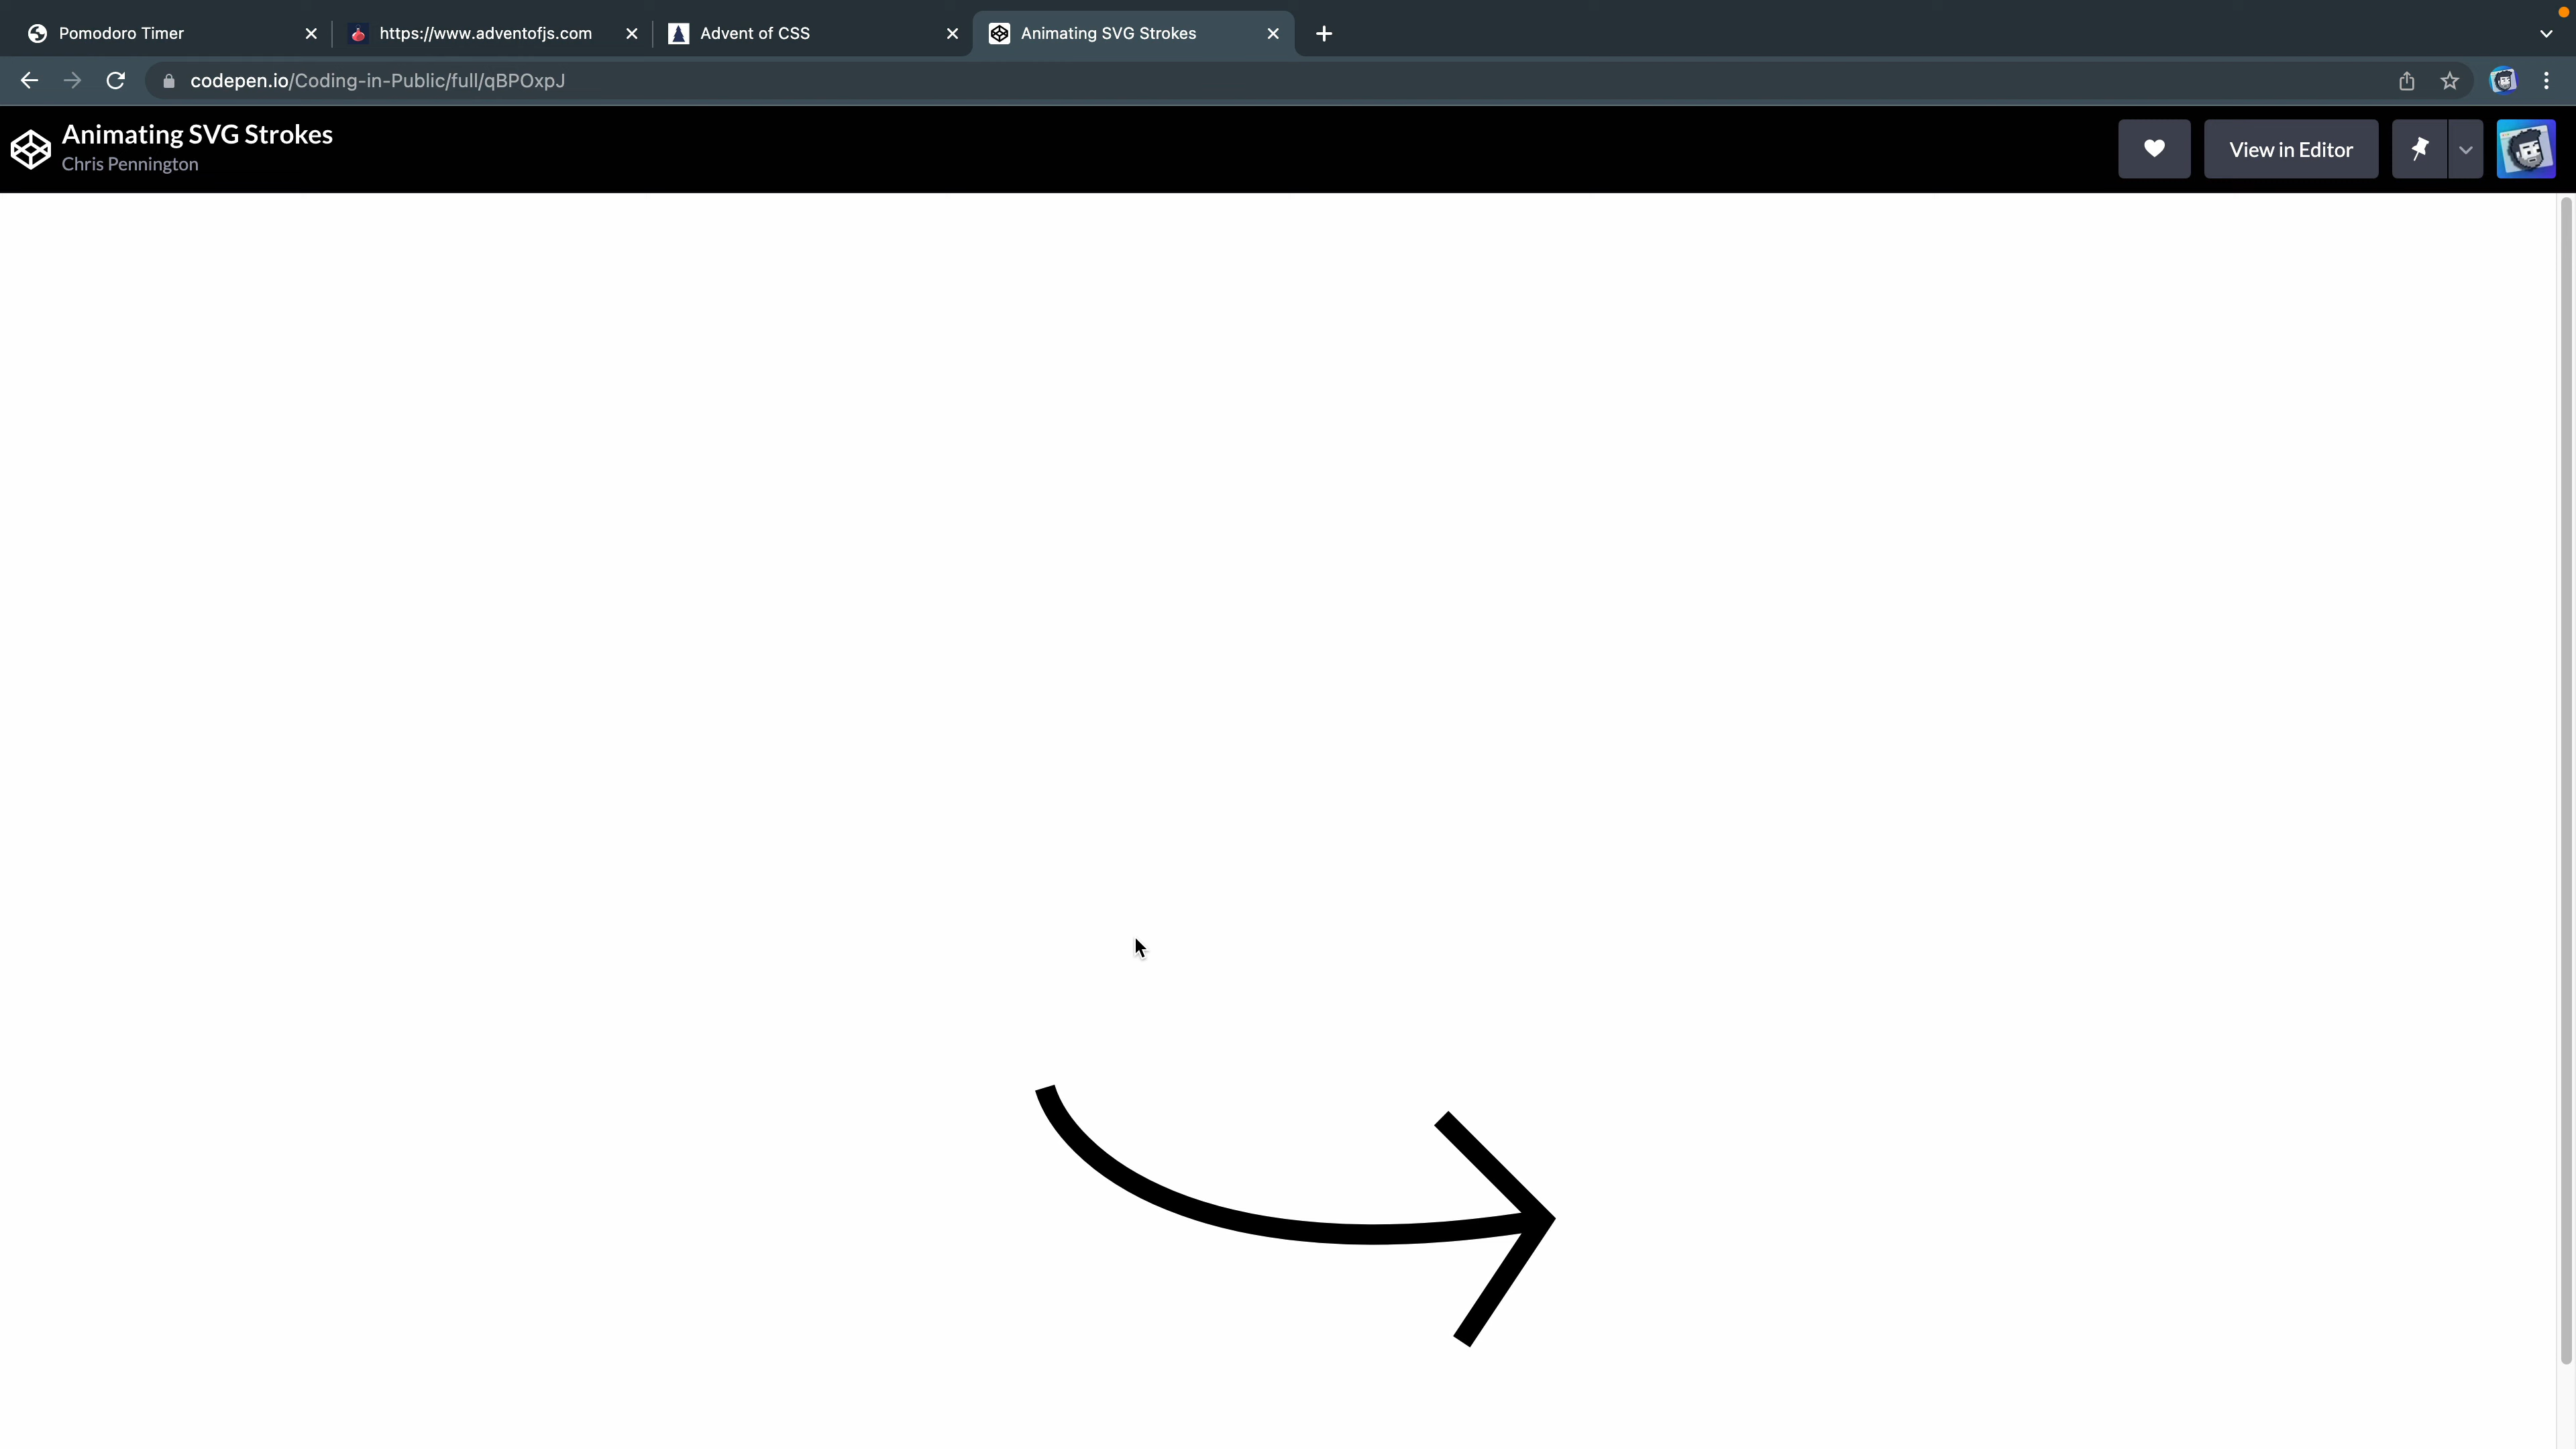 Pomodoro Timer
https://www.adventofjs.com
Advent of CSS
Animating SVG Strokes
codepen.io/Coding-in-Public/full/qBPOxpJ
Animating SVG Strokes
Chris Pennington
View in Editor